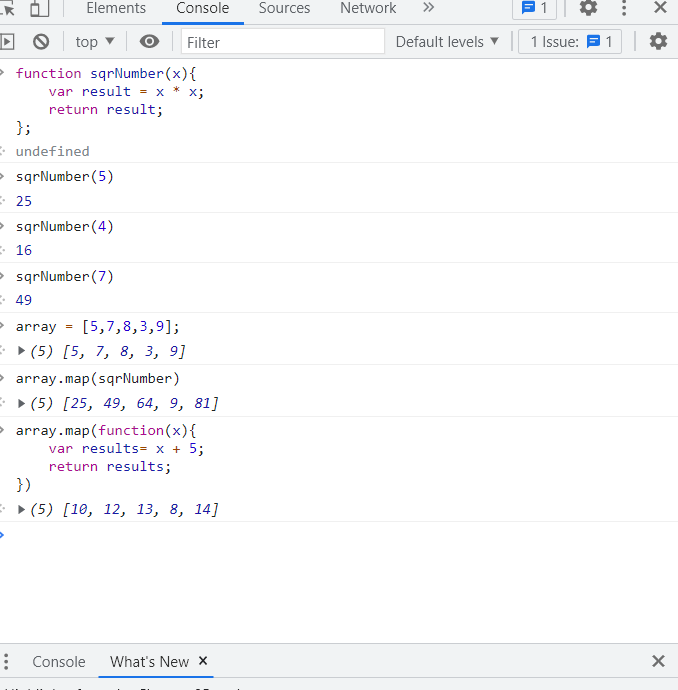 Elements Console Sources Network » 1
top ▼ Filter Default levels ▼ 1 Issue: 1
function sqrNumber(x){
    var result = x * x;
    return result;
};
undefined
sqrNumber(5)
25
sqrNumber(4)
16
sqrNumber(7)
49
array = [5,7,8,3,9];
▶(5) [5, 7, 8, 3, 9]
array.map(sqrNumber)
▶(5) [25, 49, 64, 9, 81]
array.map(function(x){
    var results= x + 5;
    return results;
})
▶(5) [10, 12, 13, 8, 14]
Console What's New ×